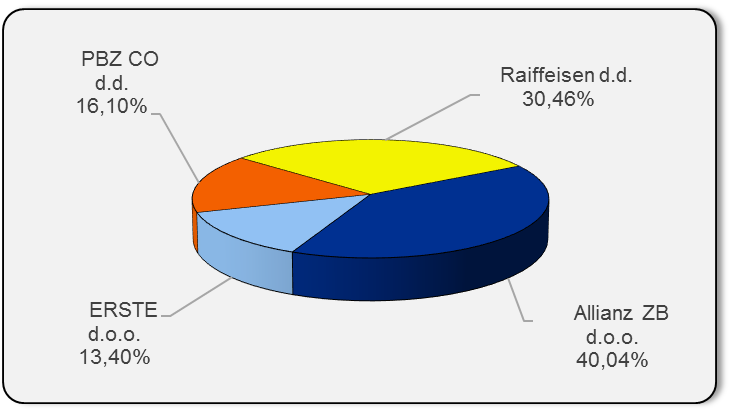 PBZ CO
d.d.
16,10%
Raiffeisen d.d.
30,46%
ERSTE
d.o.o.
13,40%
Allianz ZB
d.o.o.
40,04%